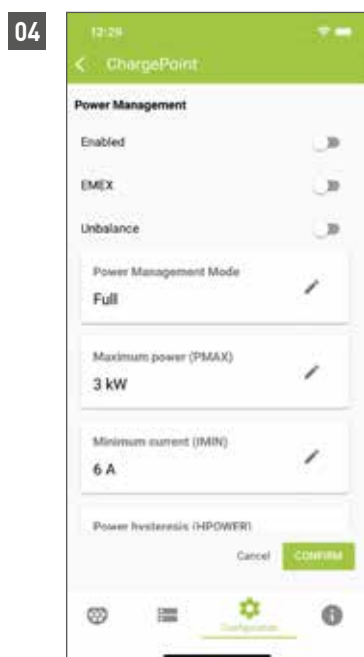 04
12:29
ChargePoint
Power Management
Enabled
EMEX
Unbalance
Power Management Mode
Full
Maximum power (PMAX)
3 kW
Minimum current (IMIN)
6 A
Power hysteresis (HPOWER)
Cancel CONFIRM
Configuration